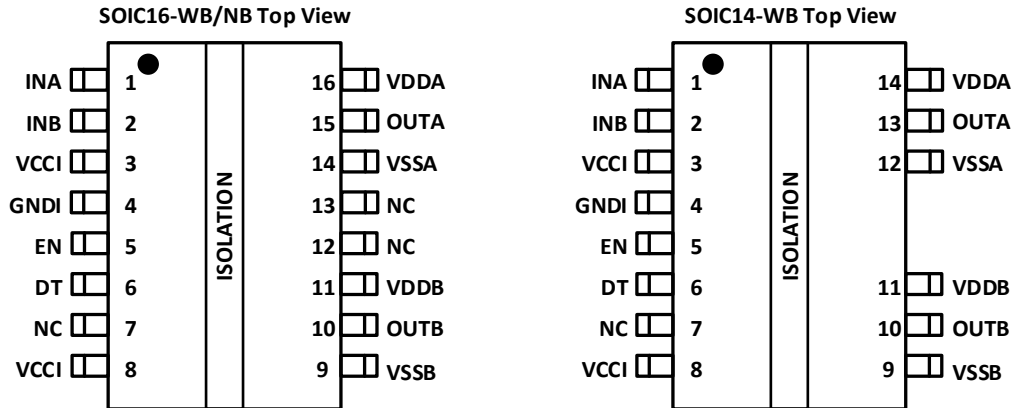 SOIC16-WB/NB Top View
INA 1 16 VDDA
INB 2 15 OUTA
VCCI 3 14 VSSA
GNDI 4 13 NC
EN 5 12 NC
DT 6 11 VDDB
NC 7 10 OUTB
VCCI 8 9 VSSB
ISOLATION
SOIC14-WB Top View
INA 1 14 VDDA
INB 2 13 OUTA
VCCI 3 12 VSSA
GNDI 4
EN 5
DT 6 11 VDDB
NC 7 10 OUTB
VCCI 8 9 VSSB
ISOLATION